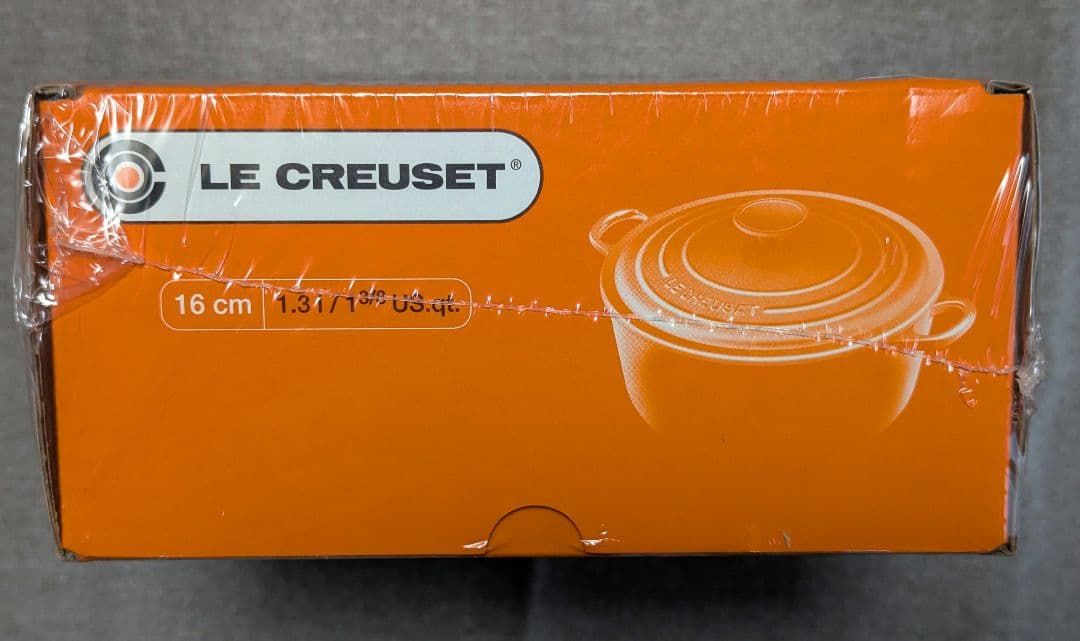 LE CREUSET®
16 cm 1.3 l / 1 3/8 US.qt.
LE CREUSET